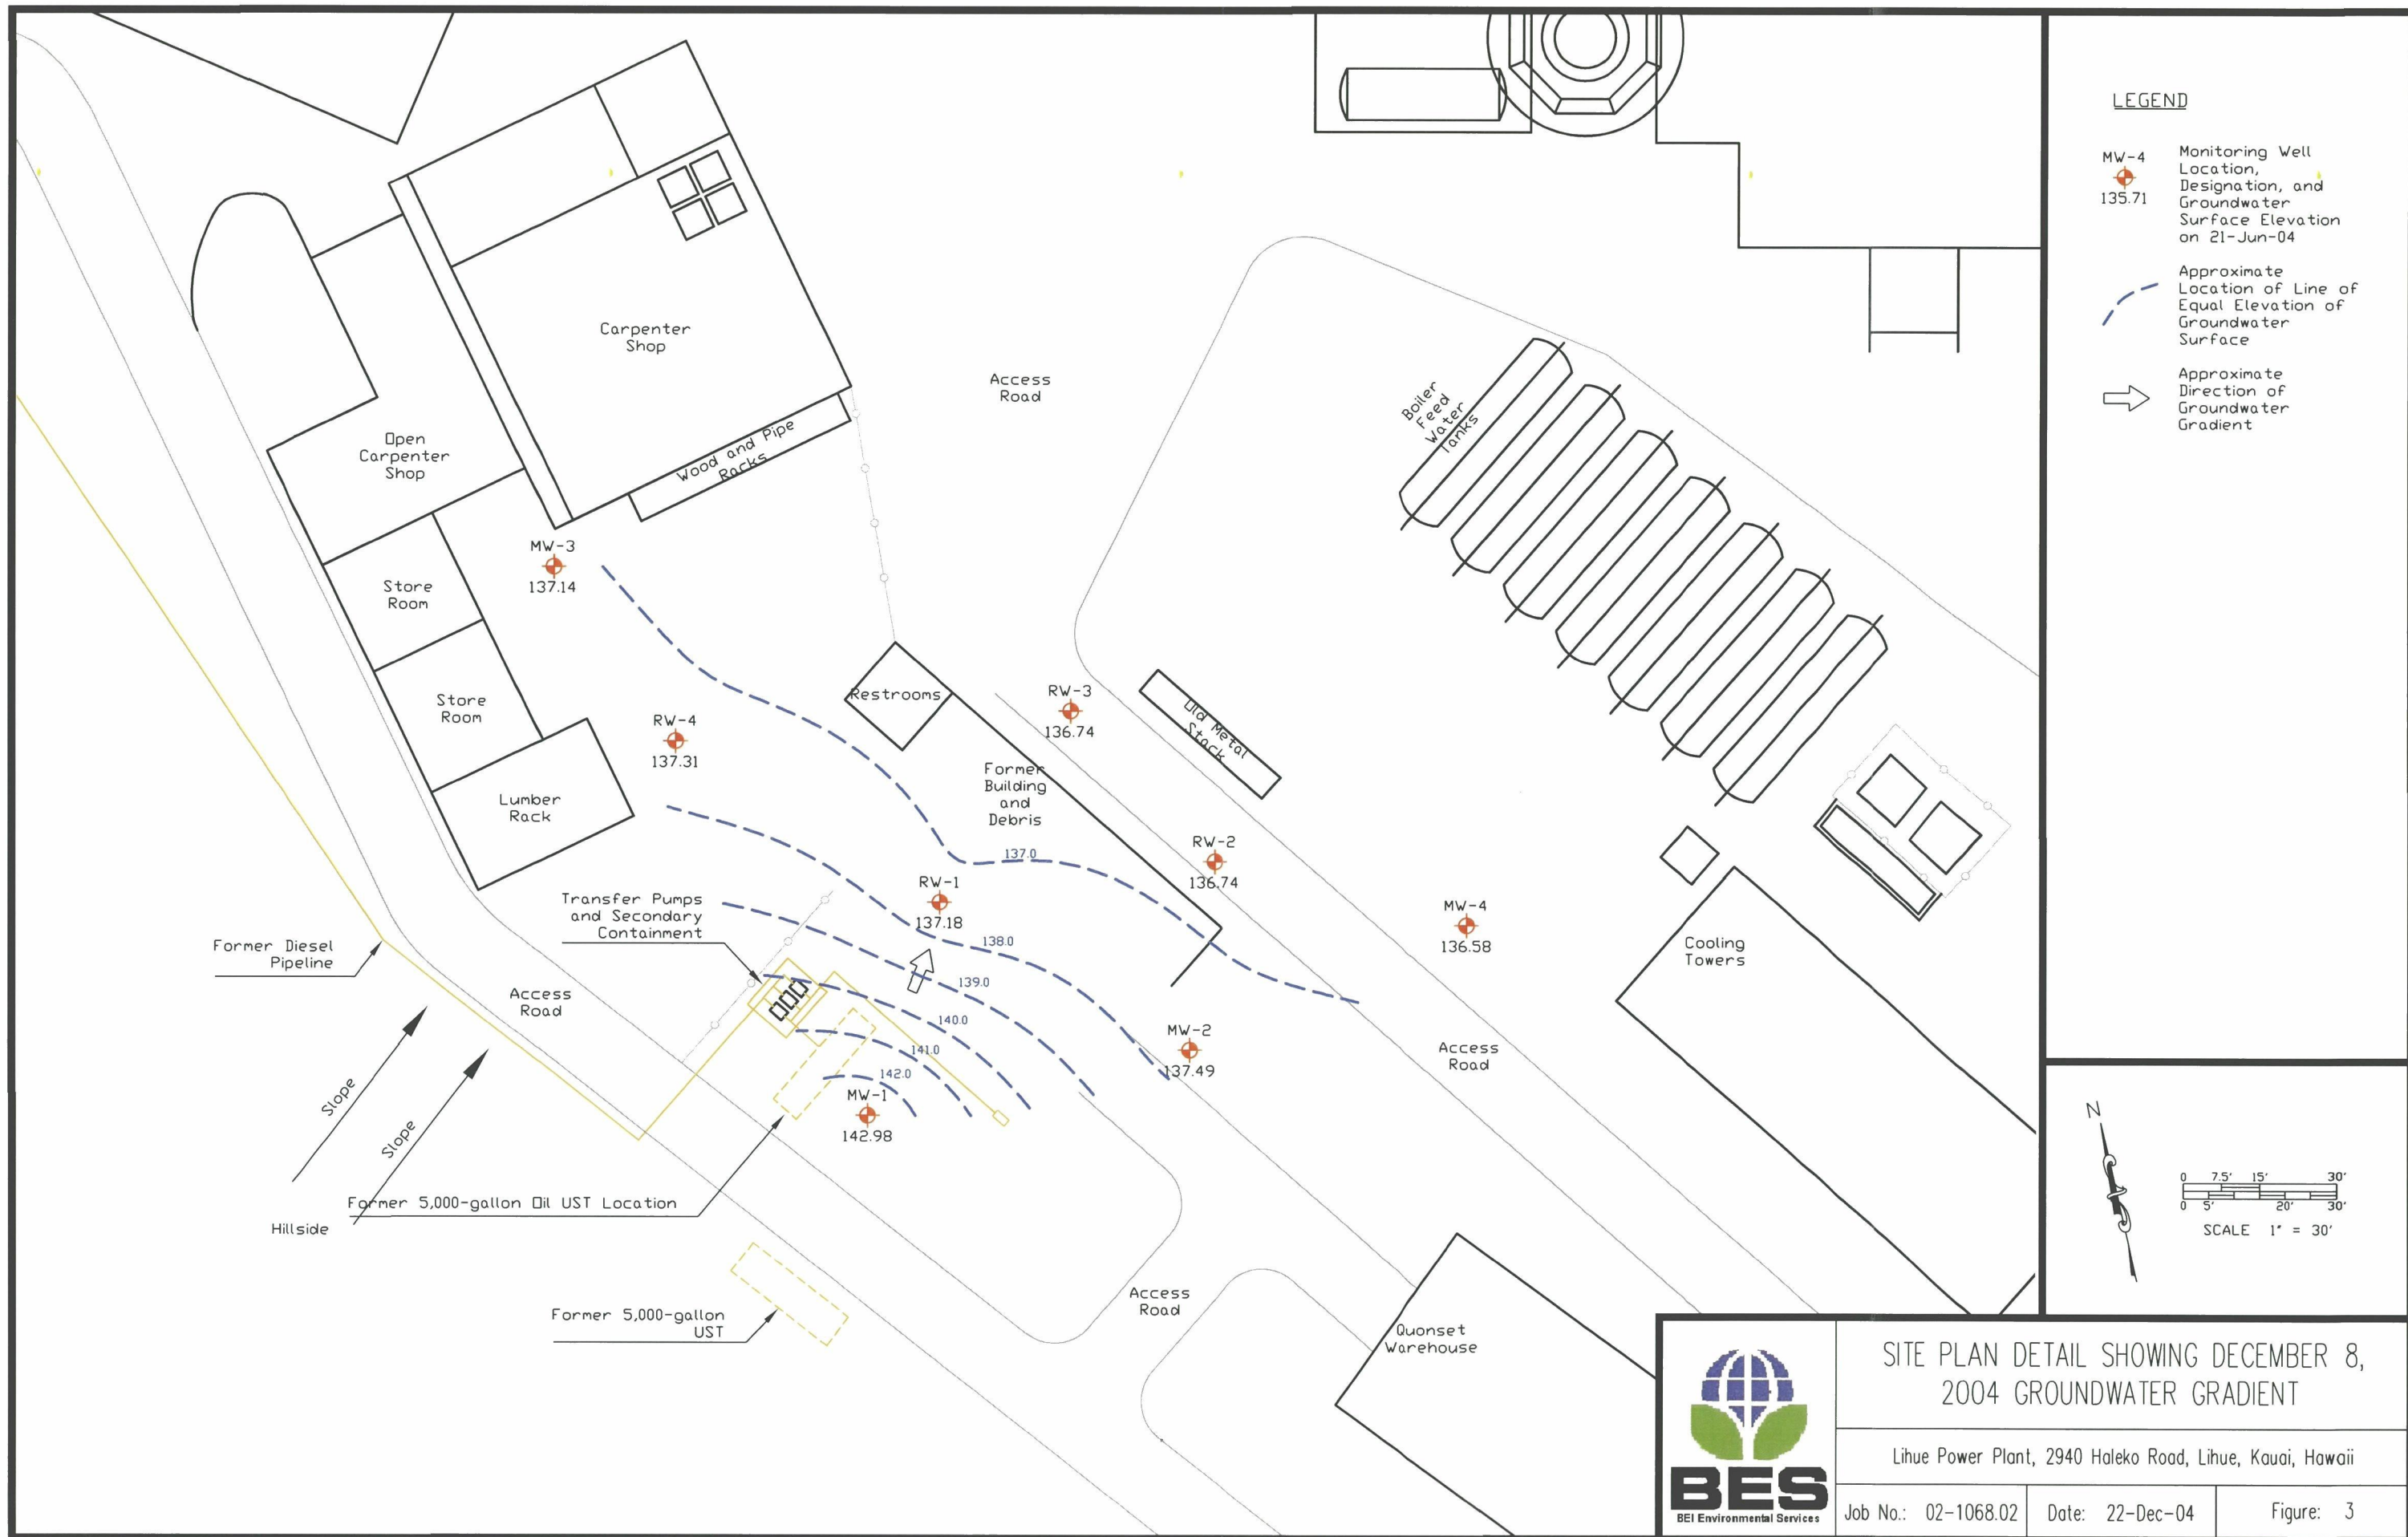 LEGEND
MW-4
135.71
Monitoring Well
Location,
Designation, and
Groundwater
Surface Elevation
on 21-Jun-04
Approximate
Location of Line of
Equal Elevation of
Groundwater
Surface
Approximate
Direction of
Groundwater
Gradient
Carpenter
Shop
Wood and Pipe
Racks
Open
Carpenter
Shop
Access
Road
Boiler
Feed
Water
Tanks
MW-3
137.14
Store
Room
Store
Room
Lumber
Rack
RW-4
137.31
Restrooms
RW-3
136.74
Old Metal
Stack
Former
Building
and
Debris
137.0
RW-2
136.74
RW-1
137.18
138.0
139.0
140.0
141.0
142.0
MW-4
136.58
Cooling
Towers
Transfer Pumps
and Secondary
Containment
Former Diesel
Pipeline
Access
Road
MW-2
137.49
MW-1
142.98
Access
Road
Slope
Slope
Hillside
Former 5,000-gallon Oil UST Location
Former 5,000-gallon
UST
Access
Road
Quonset
Warehouse
N
0 7.5' 15' 30'
0 5' 20' 30'
SCALE 1" = 30'
BES
BEI Environmental Services
SITE PLAN DETAIL SHOWING DECEMBER 8,
2004 GROUNDWATER GRADIENT
Lihue Power Plant, 2940 Haleko Road, Lihue, Kauai, Hawaii
Job No.: 02-1068.02
Date: 22-Dec-04
Figure: 3